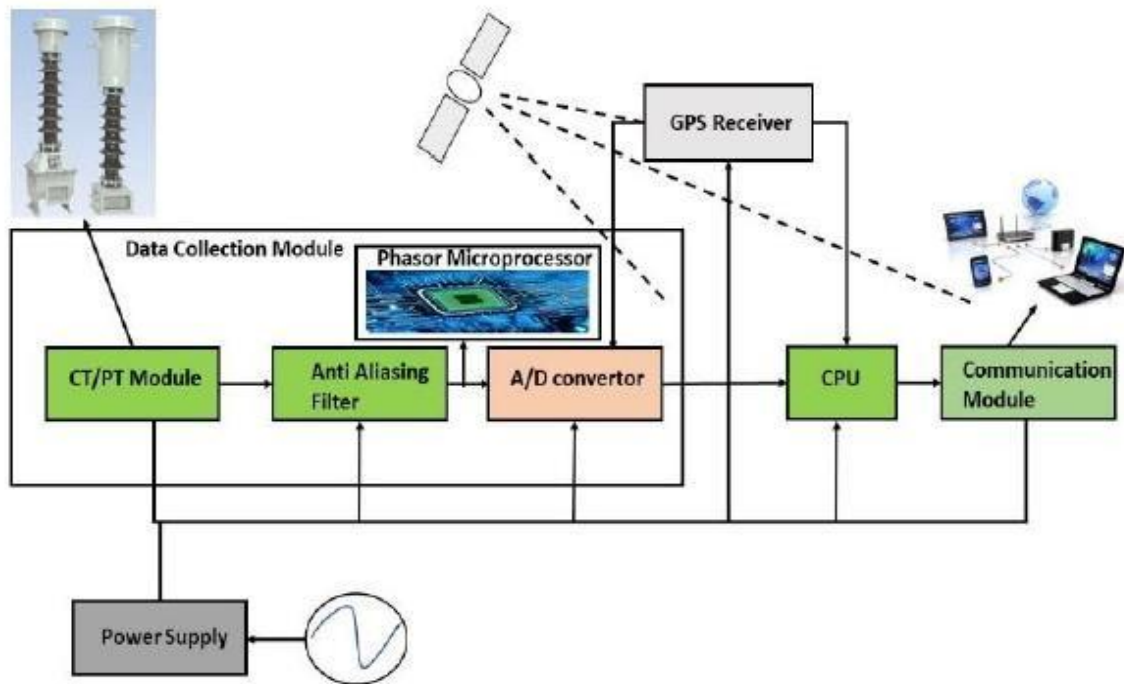 GPS Receiver
Data Collection Module
Phasor Microprocessor
CT/PT Module
Anti Aliasing
Filter
A/D convertor
CPU
Communication
Module
Power Supply